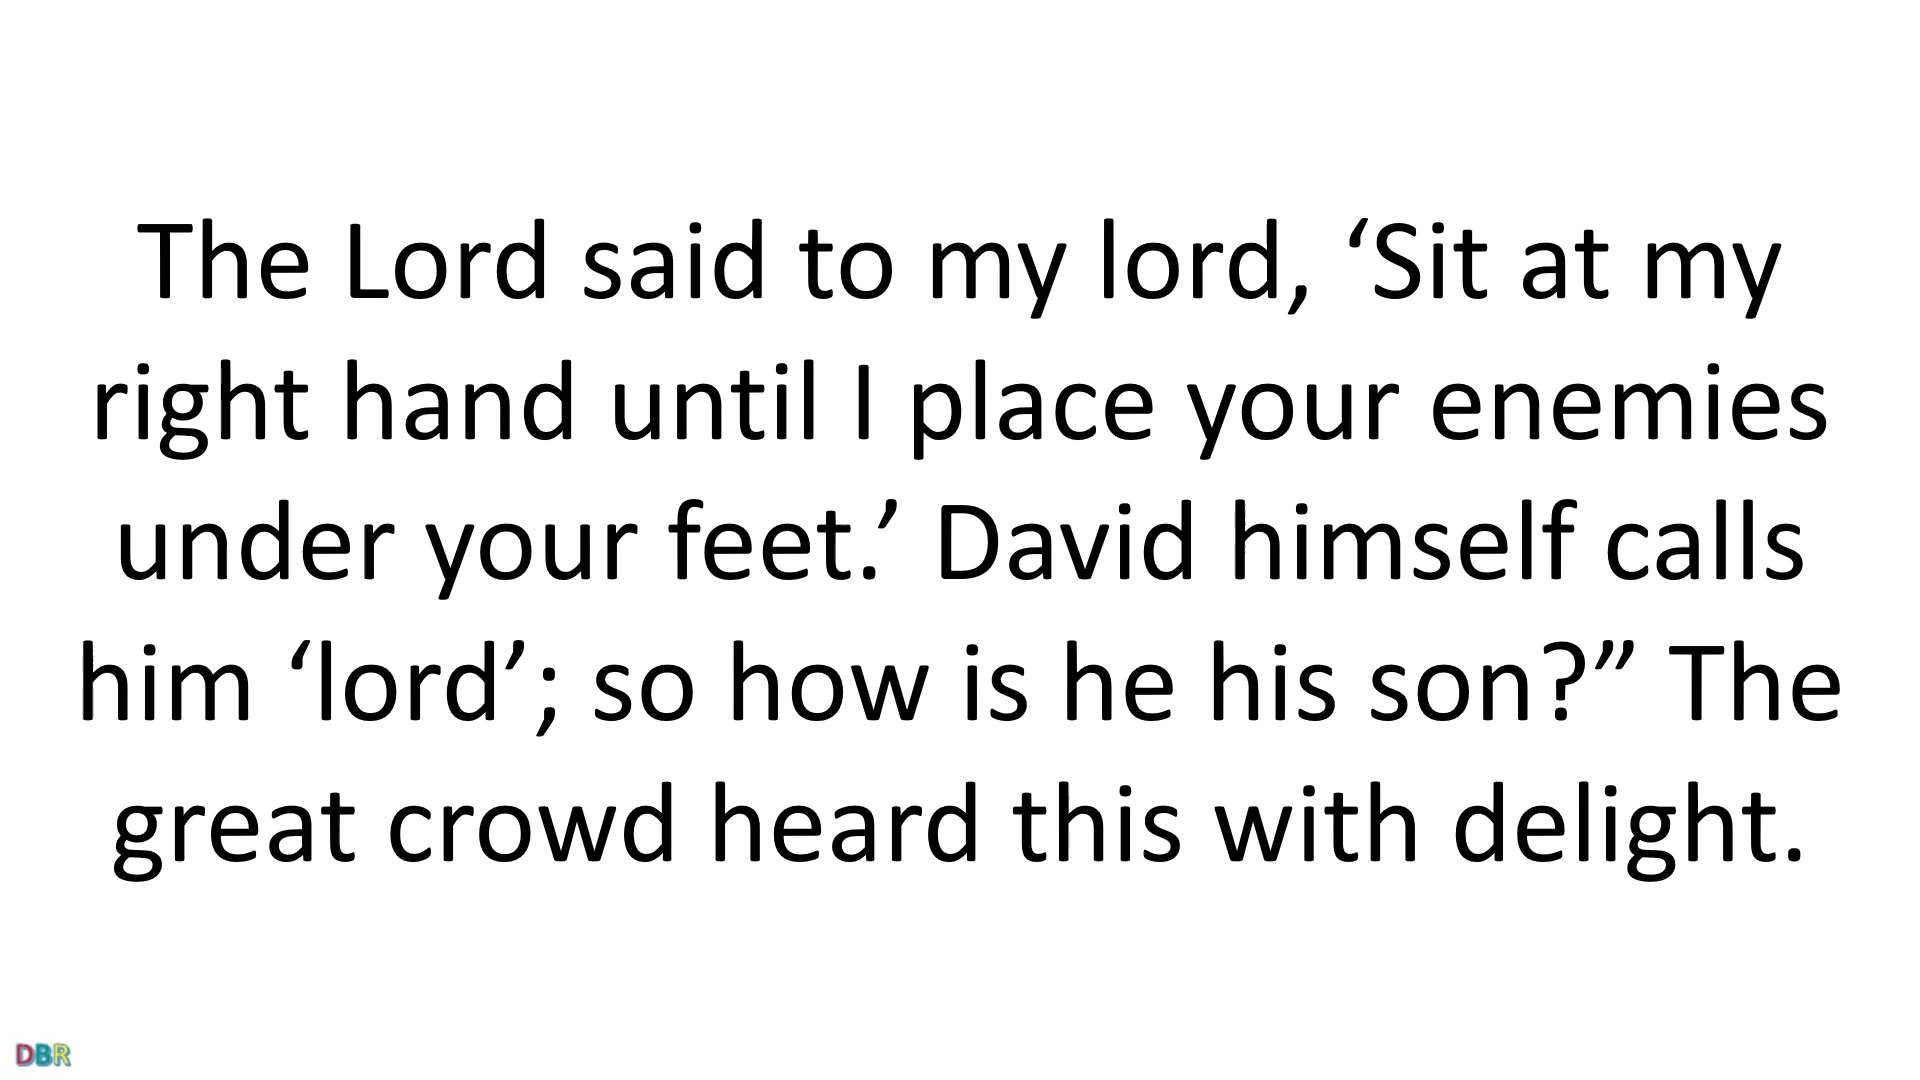 The Lord said to my lord, ‘Sit at my
right hand until I place your enemies
under your feet.’ David himself calls
him ‘lord’; so how is he his son?” The
great crowd heard this with delight.
DBR